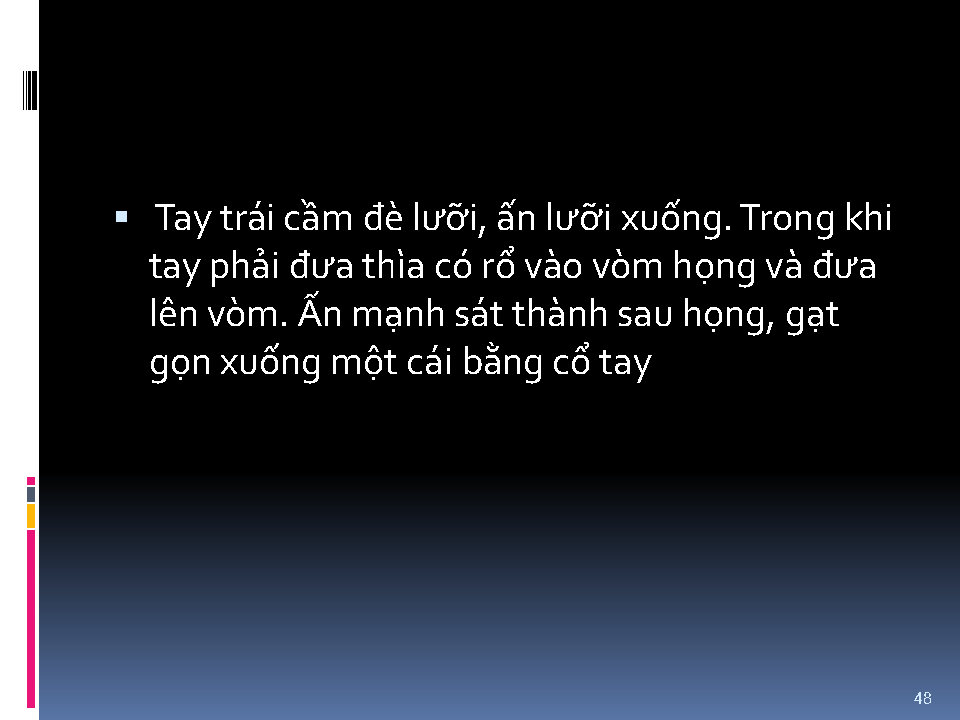 ▪ Tay trái cầm đè lưỡi, ấn lưỡi xuống. Trong khi
tay phải đưa thìa có rổ vào vòm họng và đưa
lên vòm. Ấn mạnh sát thành sau họng, gạt
gọn xuống một cái bằng cổ tay
48